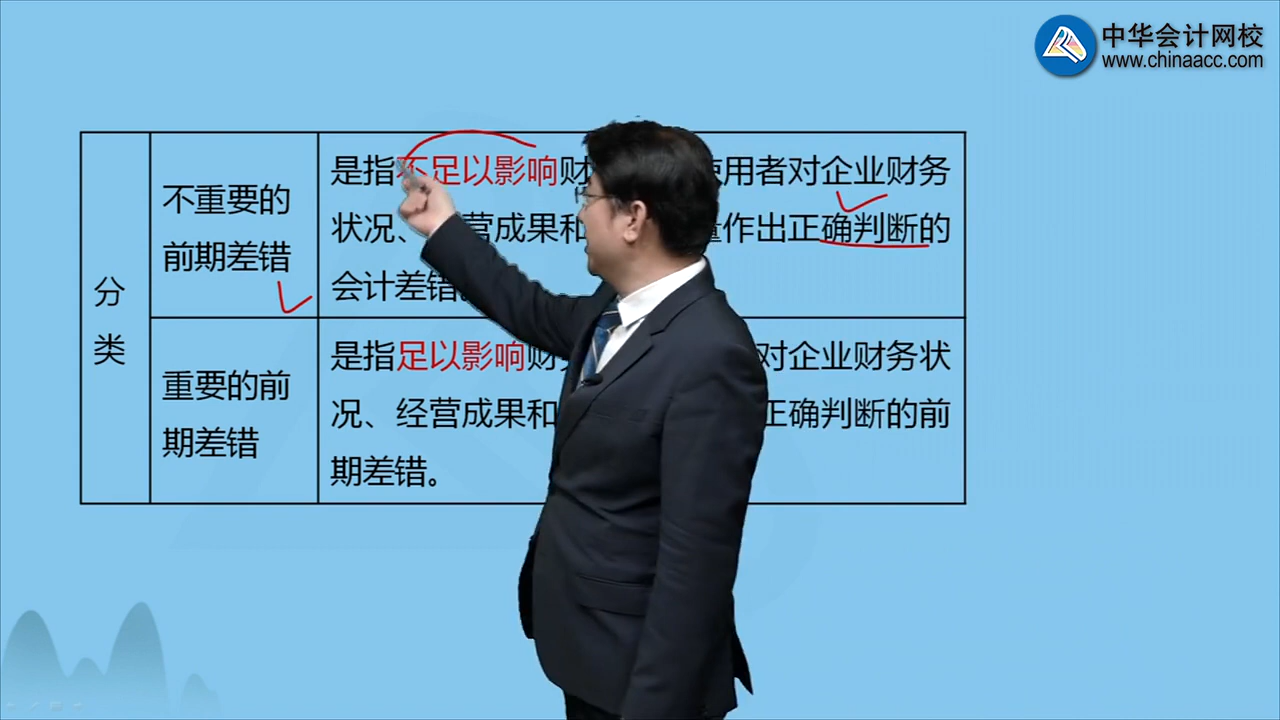 中华会计网校
www.chinaacc.com
分类
不重要的
前期差错
是指不足以影响财 使用者对企业财务
状况、 营成果和 量作出正确判断的
会计差错。
重要的前
期差错
是指足以影响财 对企业财务状
况、经营成果和 正确判断的前
期差错。